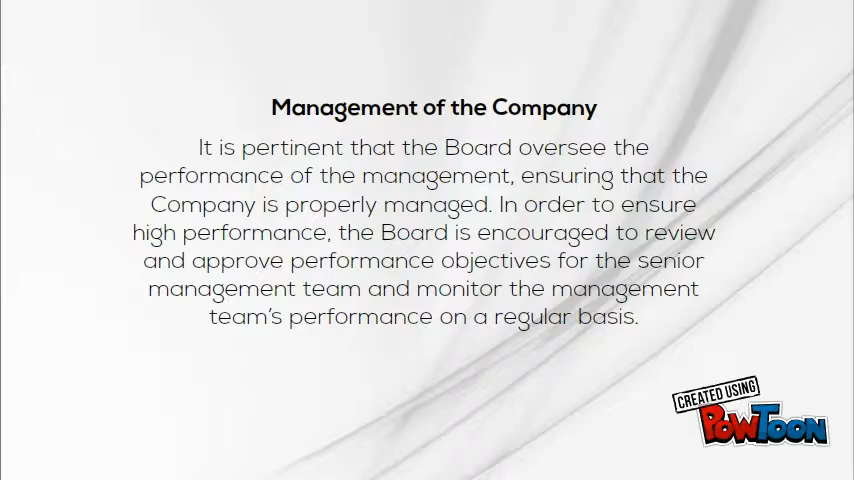 Management of the Company
It is pertinent that the Board oversee the
performance of the management, ensuring that the
Company is properly managed. In order to ensure
high performance, the Board is encouraged to review
and approve performance objectives for the senior
management team and monitor the management
team's performance on a regular basis.
CREATED USING
POWTOON